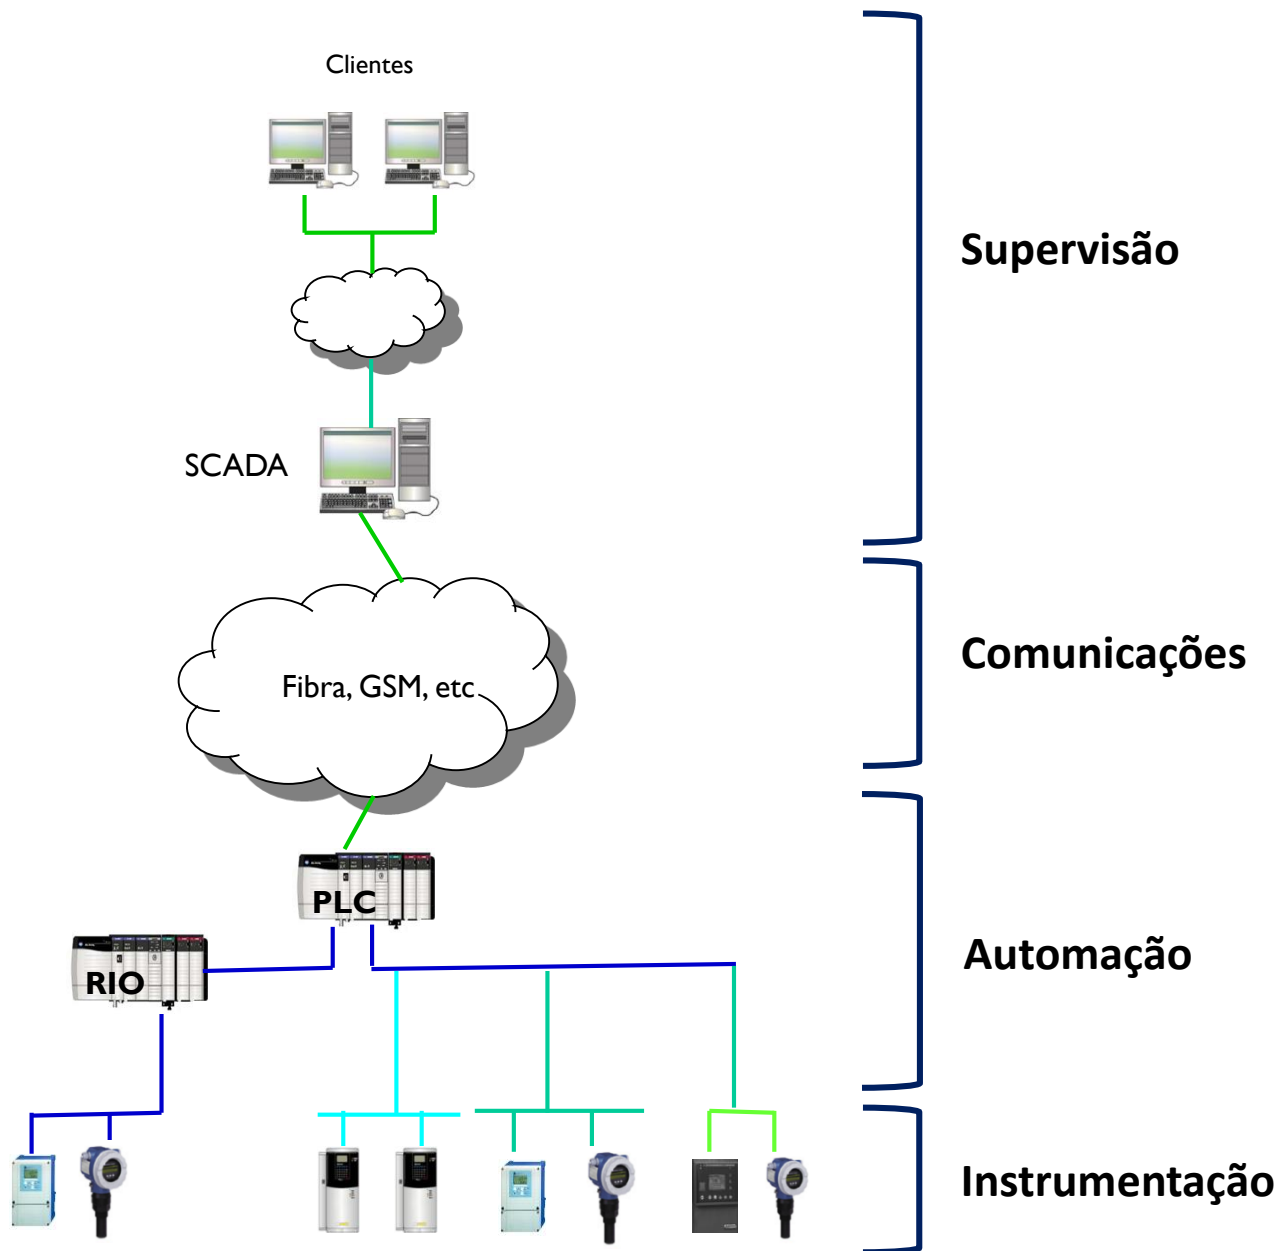 Clientes
Supervisão
SCADA
Comunicações
Fibra, GSM, etc
PLC
Automação
RIO
Instrumentação